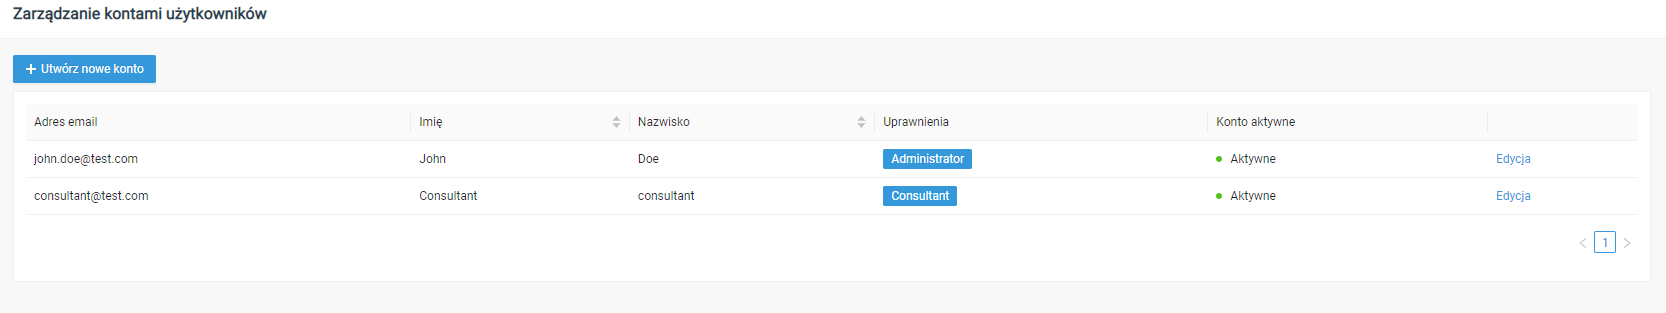 Zarządzanie kontami użytkowników
+ Utwórz nowe konto
Adres email Imię Nazwisko Uprawnienia Konto aktywne
john.doe@test.com John Doe Administrator Aktywne Edycja
consultant@test.com Consultant consultant Consultant Aktywne Edycja
1